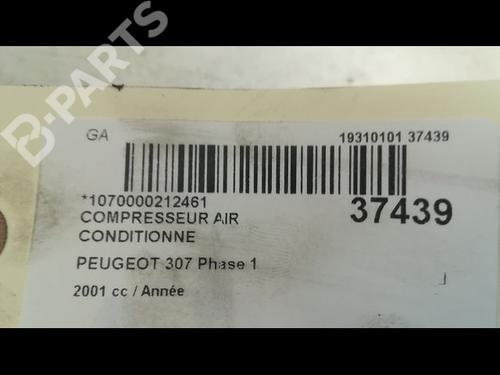 B-PARTS
GA
19310101 37439
*1070000212461
37439
COMPRESSEUR AIR
CONDITIONNE
PEUGEOT 307 Phase 1
2001 cc / Année